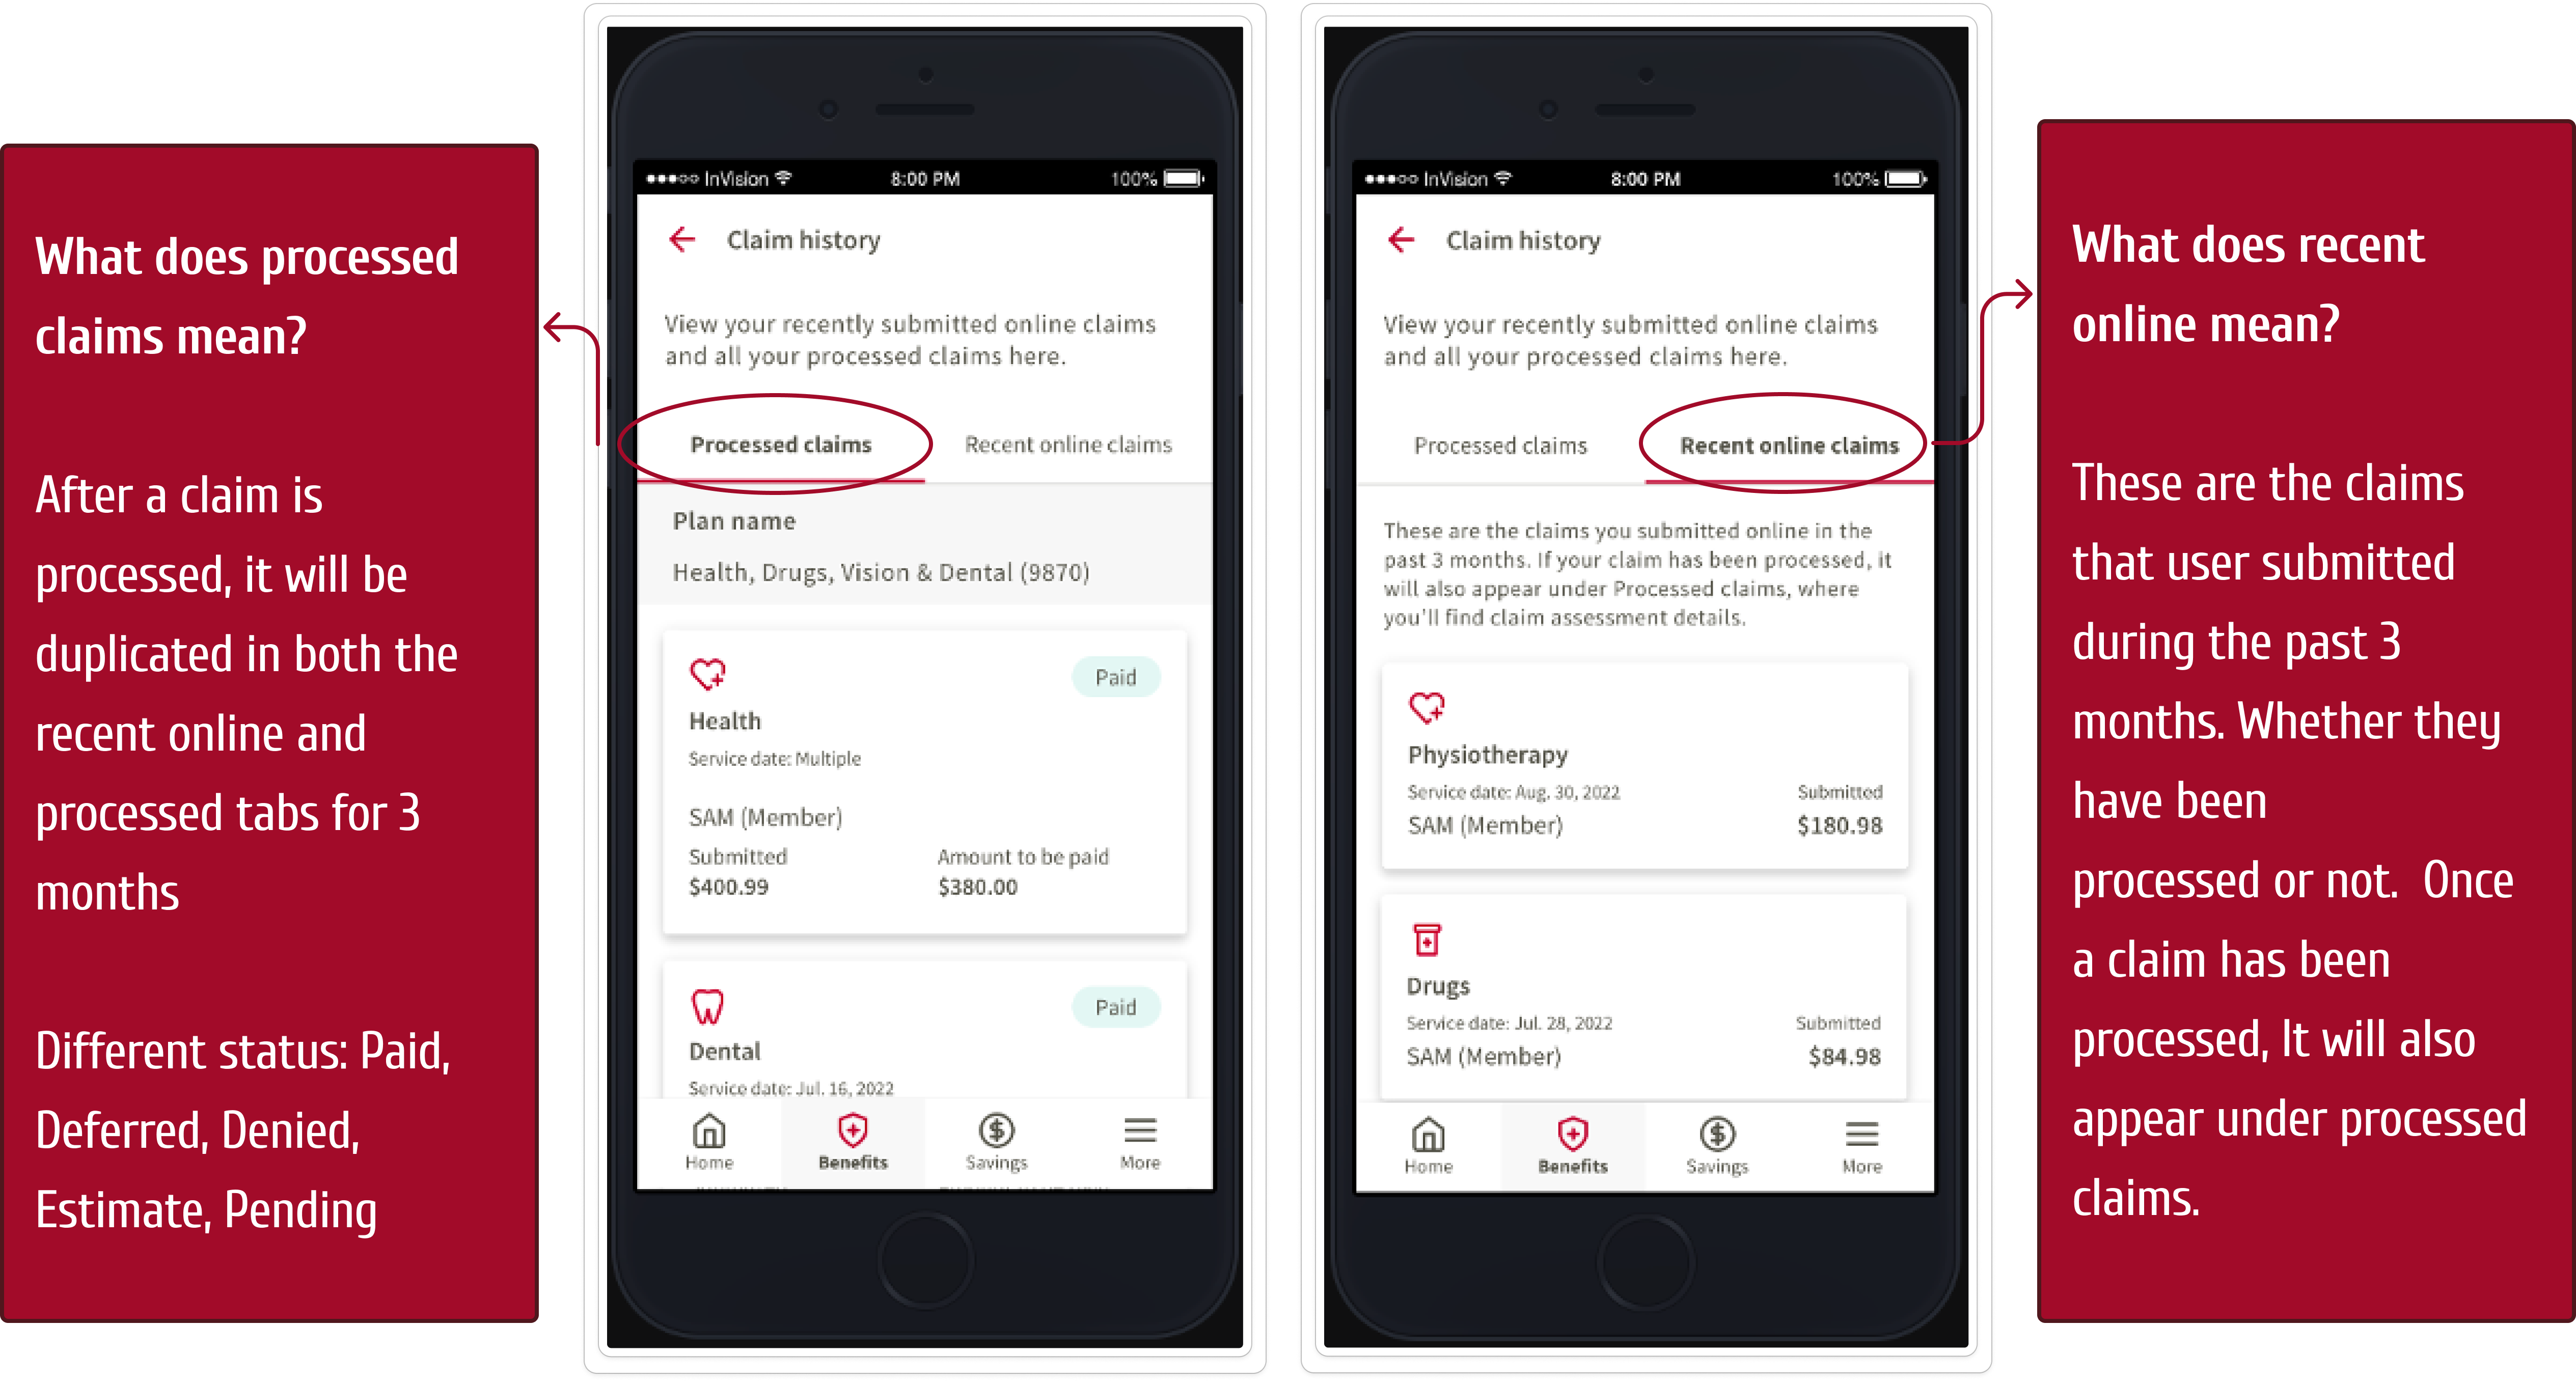 What does processed
claims mean?
After a claim is
processed, it will be
duplicated in both the
recent online and
processed tabs for 3
months
Different status: Paid,
Deferred, Denied,
Estimate, Pending
InVision
8:00 PM
100%
Claim history
View your recently submitted online claims
and all your processed claims here.
Processed claims
Recent online claims
Plan name
Health, Drugs, Vision & Dental (9870)
Paid
Health
Service date: Multiple
SAM (Member)
Submitted
Amount to be paid
$400.99
$380.00
Paid
Dental
Service date: Jul. 16, 2022
Home
Benefits
Savings
More
InVision
8:00 PM
100%
Claim history
View your recently submitted online claims
and all your processed claims here.
Processed claims
Recent online claims
These are the claims you submitted online in the
past 3 months. If your claim has been processed, it
will also appear under Processed claims, where
you'll find claim assessment details.
Physiotherapy
Service date: Aug. 30, 2022
Submitted
SAM (Member)
$180.98
Drugs
Service date: Jul. 28, 2022
Submitted
SAM (Member)
$84.98
Home
Benefits
Savings
More
What does recent
online mean?
These are the claims
that user submitted
during the past 3
months. Whether they
have been
processed or not.  Once
a claim has been
processed, It will also
appear under processed
claims.